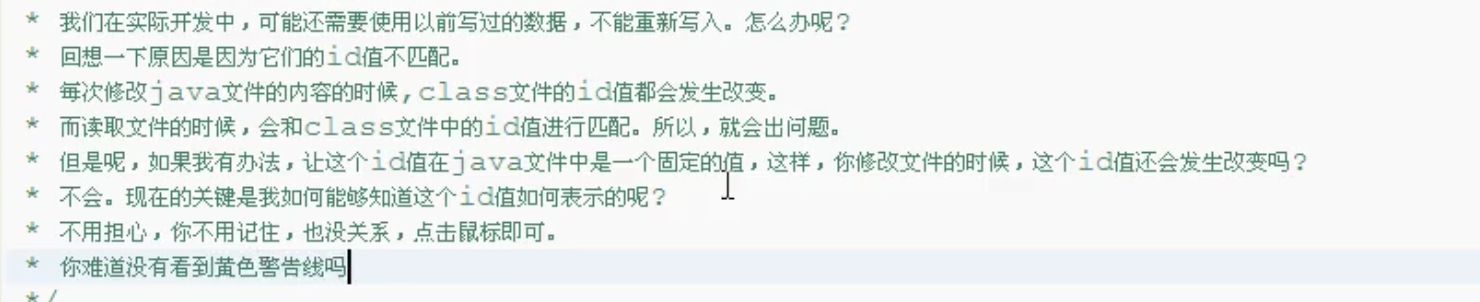 * 我们在实际开发中，可能还需要使用以前写过的数据，不能重新写入。怎么办呢？
* 回想一下原因是因为它们的id值不匹配。
* 每次修改java文件的内容的时候,class文件的id值都会发生改变。
* 而读取文件的时候，会和class文件中的id值进行匹配。所以，就会出问题。
* 但是呢，如果我有办法，让这个id值在java文件中是一个固定的值，这样，你修改文件的时候，这个id值还会发生改变吗？
* 不会。现在的关键是我如何能够知道这个id值如何表示的呢？
* 不用担心，你不用记住，也没关系，点击鼠标即可。
* 你难道没有看到黄色警告线吗
*/